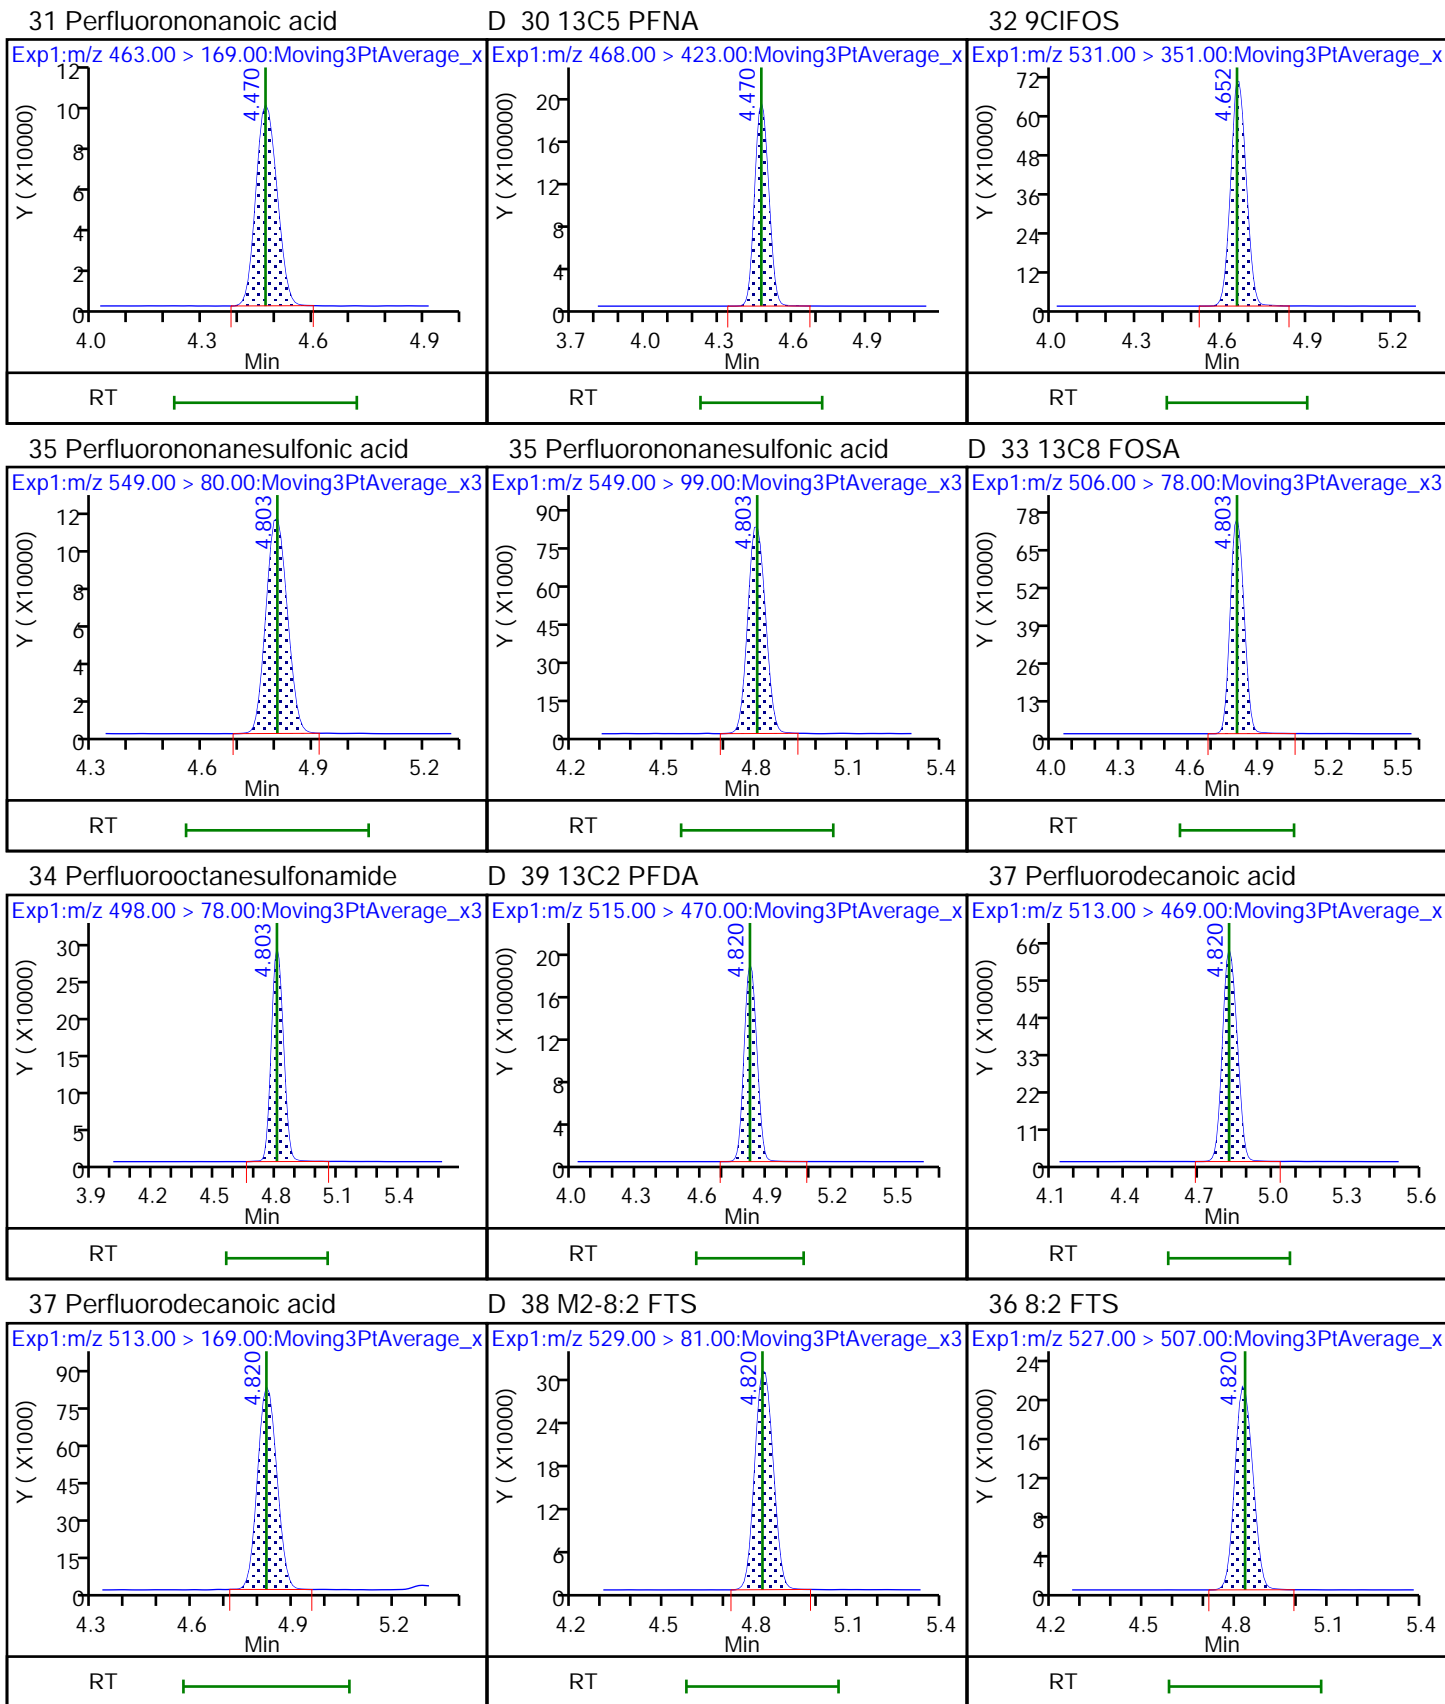 31 Perfluorononanoic acid
Exp1:m/z 463.00 > 169.00:Moving3PtAverage_x
4.470
Y ( X10000)
12
10
8
6
4
2
0
4.0 4.3 4.6 4.9
Min
RT
D 30 13C5 PFNA
Exp1:m/z 468.00 > 423.00:Moving3PtAverage_x
4.470
Y ( X100000)
20
16
12
8
4
0
3.7 4.0 4.3 4.6 4.9
Min
RT
32 9ClFOS
Exp1:m/z 531.00 > 351.00:Moving3PtAverage_x
4.652
Y ( X10000)
72
60
48
36
24
12
0
4.0 4.3 4.6 4.9 5.2
Min
RT
35 Perfluorononanesulfonic acid
Exp1:m/z 549.00 > 80.00:Moving3PtAverage_x3
4.803
Y ( X10000)
12
10
8
6
4
2
0
4.3 4.6 4.9 5.2
Min
RT
35 Perfluorononanesulfonic acid
Exp1:m/z 549.00 > 99.00:Moving3PtAverage_x3
4.803
Y ( X1000)
90
75
60
45
30
15
0
4.2 4.5 4.8 5.1 5.4
Min
RT
D 33 13C8 FOSA
Exp1:m/z 506.00 > 78.00:Moving3PtAverage_x3
4.803
Y ( X10000)
78
65
52
39
26
13
0
4.0 4.3 4.6 4.9 5.2 5.5
Min
RT
34 Perfluorooctanesulfonamide
Exp1:m/z 498.00 > 78.00:Moving3PtAverage_x3
4.803
Y ( X10000)
30
25
20
15
10
5
0
3.9 4.2 4.5 4.8 5.1 5.4
Min
RT
D 39 13C2 PFDA
Exp1:m/z 515.00 > 470.00:Moving3PtAverage_x
4.820
Y ( X100000)
20
16
12
8
4
0
4.0 4.3 4.6 4.9 5.2 5.5
Min
RT
37 Perfluorodecanoic acid
Exp1:m/z 513.00 > 469.00:Moving3PtAverage_x
4.820
Y ( X10000)
66
55
44
33
22
11
0
4.1 4.4 4.7 5.0 5.3 5.6
Min
RT
37 Perfluorodecanoic acid
Exp1:m/z 513.00 > 169.00:Moving3PtAverage_x
4.820
Y ( X1000)
90
75
60
45
30
15
0
4.3 4.6 4.9 5.2
Min
RT
D 38 M2-8:2 FTS
Exp1:m/z 529.00 > 81.00:Moving3PtAverage_x3
4.820
Y ( X10000)
30
24
18
12
6
0
4.2 4.5 4.8 5.1 5.4
Min
RT
36 8:2 FTS
Exp1:m/z 527.00 > 507.00:Moving3PtAverage_x
4.820
Y ( X10000)
24
20
16
12
8
4
0
4.2 4.5 4.8 5.1 5.4
Min
RT